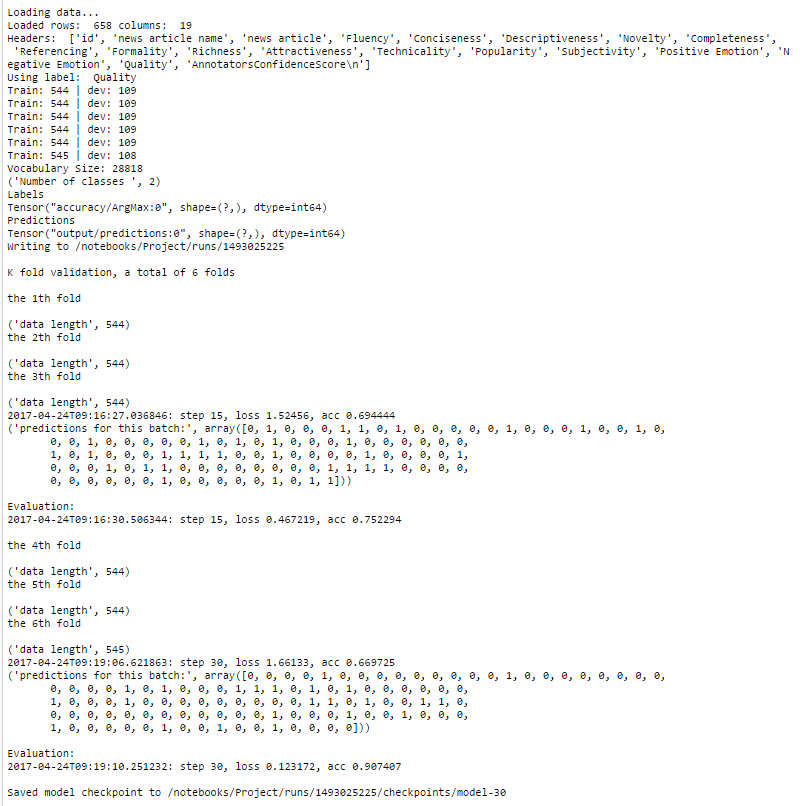 Loading data...
Loaded rows:  658 columns:  19
Headers:  ['id', 'news article name', 'news article', 'Fluency', 'Conciseness', 'Descriptiveness', 'Novelty', 'Completeness',
 'Referencing', 'Formality', 'Richness', 'Attractiveness', 'Technicality', 'Popularity', 'Subjectivity', 'Positive Emotion', 'N
egative Emotion', 'Quality', 'AnnotatorsConfidenceScore\n']
Using label:  Quality
Train: 544 | dev: 109
Train: 544 | dev: 109
Train: 544 | dev: 109
Train: 544 | dev: 109
Train: 544 | dev: 109
Train: 545 | dev: 108
Vocabulary Size: 28818
('Number of classes ', 2)
Labels
Tensor("accuracy/ArgMax:0", shape=(?,), dtype=int64)
Predictions
Tensor("output/predictions:0", shape=(?,), dtype=int64)
Writing to /notebooks/Project/runs/1493025225
K fold validation, a total of 6 folds
the 1th fold
('data length', 544)
the 2th fold
('data length', 544)
the 3th fold
('data length', 544)
2017-04-24T09:16:27.036846: step 15, loss 1.52456, acc 0.694444
('predictions for this batch:', array([0, 1, 0, 0, 0, 1, 1, 0, 1, 0, 0, 0, 0, 0, 1, 0, 0, 0, 1, 0, 0, 1, 0,
0, 0, 1, 0, 0, 0, 0, 0, 1, 0, 1, 0, 1, 0, 0, 0, 1, 0, 0, 0, 0, 0, 0,
1, 0, 1, 0, 0, 0, 1, 1, 1, 1, 0, 0, 1, 0, 0, 0, 0, 1, 0, 0, 0, 0, 1,
0, 0, 0, 1, 0, 1, 1, 0, 0, 0, 0, 0, 0, 0, 0, 1, 1, 1, 1, 0, 0, 0, 0,
0, 0, 0, 0, 0, 0, 1, 0, 0, 0, 0, 0, 1, 0, 1, 1]))
Evaluation:
2017-04-24T09:16:30.506344: step 15, loss 0.467219, acc 0.752294
the 4th fold
('data length', 544)
the 5th fold
('data length', 544)
the 6th fold
('data length', 545)
2017-04-24T09:19:06.621863: step 30, loss 1.66133, acc 0.669725
('predictions for this batch:', array([0, 0, 0, 0, 1, 0, 0, 0, 0, 0, 0, 0, 0, 0, 1, 0, 0, 0, 0, 0, 0, 0, 0,
0, 0, 0, 0, 1, 0, 1, 0, 0, 0, 1, 1, 1, 0, 1, 0, 1, 0, 0, 0, 0, 0, 0,
1, 0, 0, 0, 1, 0, 0, 0, 0, 0, 0, 0, 0, 0, 1, 1, 0, 1, 0, 0, 1, 1, 0,
0, 0, 0, 0, 0, 0, 0, 0, 0, 0, 0, 0, 1, 0, 0, 0, 1, 0, 0, 1, 0, 0, 0,
1, 0, 0, 0, 0, 0, 1, 0, 0, 1, 0, 0, 1, 0, 0, 0, 0]))
Evaluation:
2017-04-24T09:19:10.251232: step 30, loss 0.123172, acc 0.907407
Saved model checkpoint to /notebooks/Project/runs/1493025225/checkpoints/model-30